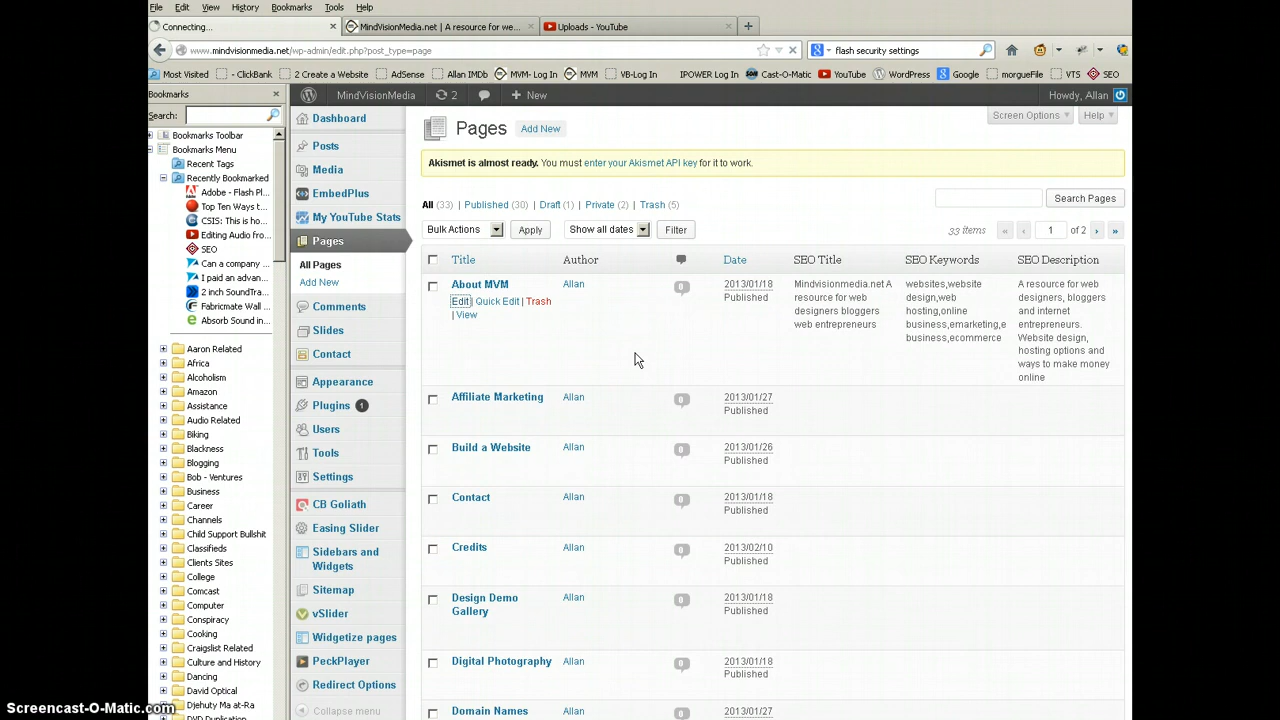 File Edit View History Bookmarks Tools Help
Connecting... MindVisionMedia.net | A resource for we... Uploads - YouTube
www.mindvisionmedia.net/wp-admin/edit.php?post_type=page flash security settings
Most Visited - ClickBank 2 Create a Website AdSense Allan IMDb MVM- Log In MVM VB-Log In IPOWER Log In Cast-O-Matic YouTube WordPress Google morgueFile VTS SEO
Bookmarks
Search:
Bookmarks Toolbar
Bookmarks Menu
Recent Tags
Recently Bookmarked
Adobe - Flash Pl...
Top Ten Ways t...
CSIS: This is ho...
Editing Audio fro...
SEO
Can a company ...
I paid an advan...
2 inch SoundTra...
Fabricmate Wall ...
Absorb Sound in...
Aaron Related
Africa
Alcoholism
Amazon
Assistance
Audio Related
Biking
Blackness
Blogging
Bob - Ventures
Business
Career
Channels
Child Support Bullshit
Classifieds
Clients Sites
College
Comcast
Computer
Conspiracy
Cooking
Craigslist Related
Culture and History
Dancing
David Optical
Djehuty Ma at-Ra
DVD Duplication
MindVisionMedia 2 New Howdy, Allan
Dashboard
Posts
Media
EmbedPlus
My YouTube Stats
Pages
All Pages
Add New
Comments
Slides
Contact
Appearance
Plugins 1
Users
Tools
Settings
CB Goliath
Easing Slider
Sidebars and
Widgets
Sitemap
vSlider
Widgetize pages
PeckPlayer
Redirect Options
Collapse menu
Screen Options Help
Pages Add New
Akismet is almost ready. You must enter your Akismet API key for it to work.
All (33) | Published (30) | Draft (1) | Private (2) | Trash (5) Search Pages
Bulk Actions Apply Show all dates Filter 33 items « ‹ 1 of 2 › »
Title Author Date SEO Title SEO Keywords SEO Description
About MVM Allan 0 2013/01/18
Published
Edit | Quick Edit | Trash
| View
Mindvisionmedia.net A
resource for web
designers bloggers
web entrepreneurs
websites,website
design,web
hosting,online
business,emarketing,e
business,ecommerce
A resource for web
designers, bloggers
and internet
entrepreneurs.
Website design,
hosting options and
ways to make money
online
Affiliate Marketing Allan 0 2013/01/27
Published
Build a Website Allan 0 2013/01/26
Published
Contact Allan 0 2013/01/18
Published
Credits Allan 0 2013/02/10
Published
Design Demo Allan 0 2013/01/18
Gallery Published
Digital Photography Allan 0 2013/01/18
Published
Domain Names Allan 0 2013/01/27
Screencast-O-Matic.com